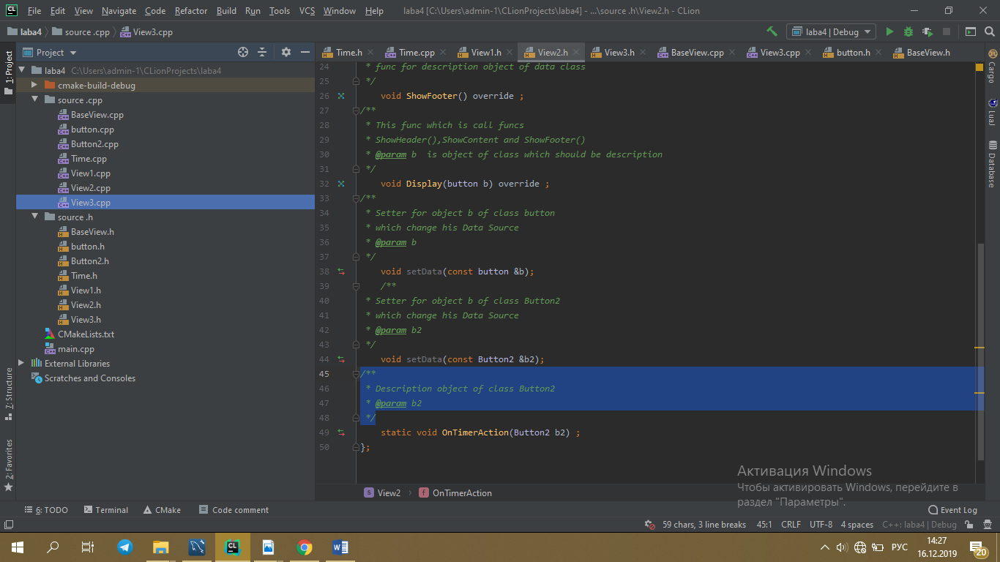 CL File Edit View Navigate Code Refactor Build Run Tools VCS Window Help laba4 [C:\Users\admin-1\CLionProjects\laba4] - ...\source .h\View2.h - CLion
laba4 source .cpp View3.cpp laba4 | Debug
Project
Time.h Time.cpp View1.h View2.h View3.h BaseView.cpp View3.cpp button.h BaseView.h
1: Project
7: Structure
2: Favorites
laba4 C:\Users\admin-1\CLionProjects\laba4
cmake-build-debug
source .cpp
BaseView.cpp
button.cpp
Button2.cpp
Time.cpp
View1.cpp
View2.cpp
View3.cpp
source .h
BaseView.h
button.h
Button2.h
Time.h
View1.h
View2.h
View3.h
CMakeLists.txt
main.cpp
External Libraries
Scratches and Consoles
24 * func for description object of data class
25 */
26 void ShowFooter() override ;
27 /**
28 * This func which is call funcs
29 * ShowHeader(),ShowContent and ShowFooter()
30 * @param b  is object of class which should be description
31 */
32 void Display(button b) override ;
33 /**
34 * Setter for object b of class button
35 * which change his Data Source
36 * @param b
37 */
38 void setData(const button &b);
39 /**
40 * Setter for object b of class Button2
41 * which change his Data Source
42 * @param b2
43 */
44 void setData(const Button2 &b2);
45 /**
46 * Description object of class Button2
47 * @param b2
48 */
49 static void OnTimerAction(Button2 b2) ;
50 };
Cargo
LuaJ
Database
Активация Windows
Чтобы активировать Windows, перейдите в
раздел "Параметры".
S View2 f OnTimerAction
6: TODO Terminal CMake Code comment Event Log
59 chars, 3 line breaks 45:1 CRLF UTF-8 4 spaces C++: laba4 | Debug
CL W РУС 14:27
16.12.2019 20